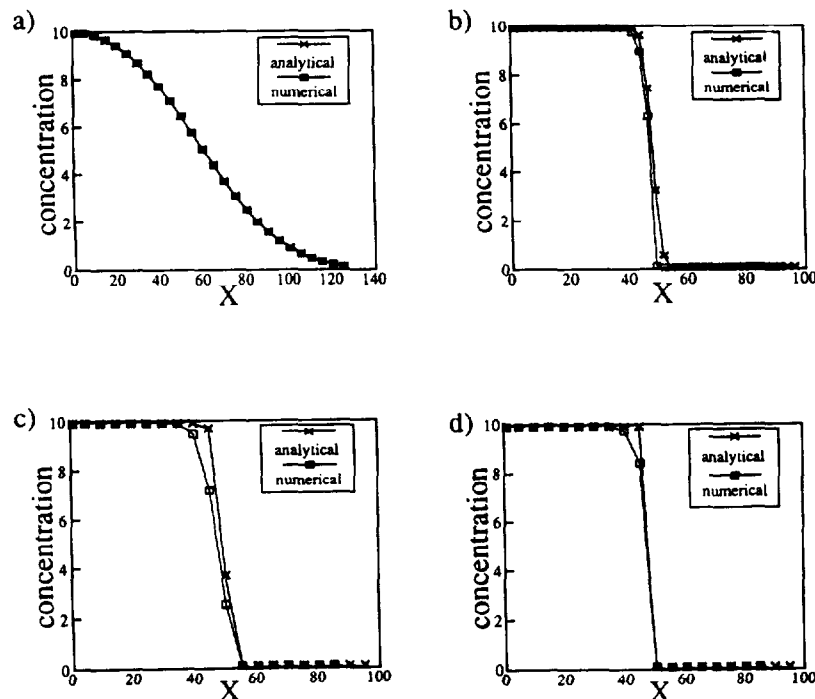 a)
10
8
6
4
2
0
concentration
analytical
numerical
0 20 40 60 80 100 120 140
X
b)
10
8
6
4
2
0
concentration
analytical
numerical
0 20 40 60 80 100
X
c)
10
8
6
4
2
0
concentration
analytical
numerical
0 20 40 60 80 100
X
d)
10
8
6
4
2
0
concentration
analytical
numerical
0 20 40 60 80 100
X